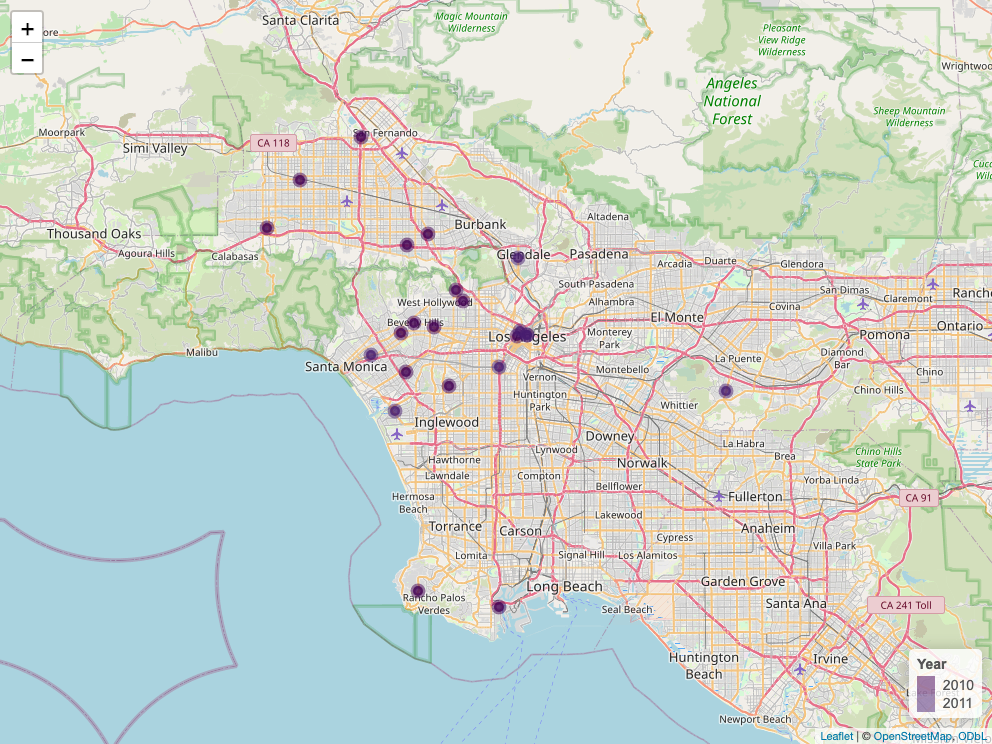 Santa Clarita
Magic Mountain
Wilderness
Pleasant
View Ridge
Wilderness
+
ore
−
Wrightwoo
Angeles
National
Forest
Sheep Mountain
Wilderness
Moorpark
San Fernando
CA 118
Simi Valley
Cuc
Wil
Thousand Oaks
Altadena
Burbank
Agoura Hills
Calabasas
Glendale
Pasadena
Arcadia
Duarte
Glendora
South Pasadena
San Dimas
Claremont
Ranch
West Hollywood
Alhambra
Covina
El Monte
Beverly Hills
Ontario
Los Angeles
Monterey
Park
Pomona
Malibu
La Puente
Diamond
Bar
Santa Monica
Montebello
Chino
Vernon
Chino Hills
Huntington
Park
Whittier
Inglewood
Downey
La Habra
Brea
Lynwood
Chino Hills
State Park
Hawthorne
Norwalk
Lawndale
Compton
Yorba Linda
Bellflower
Hermosa
Beach
Fullerton
CA 91
Lakewood
Torrance
Carson
Anaheim
Cypress
Villa Park
Lomita
Signal Hill
Los Alamitos
Garden Grove
Long Beach
Rancho Palos
Verdes
Seal Beach
Santa Ana
CA 241 Toll
Huntington
Beach
Irvine
Year
2010
2011
Newport Beach
Leaflet | © OpenStreetMap, ODbL